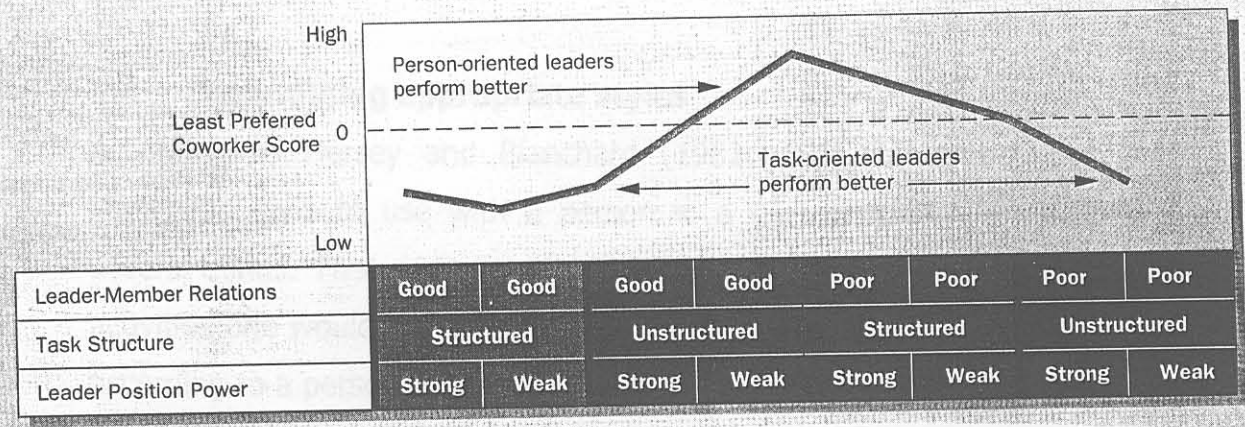 High
Person-oriented leaders
perform better
Least Preferred
Coworker Score
0
Task-oriented leaders
perform better
Low
Leader-Member Relations Good Good Good Good Poor Poor Poor Poor
Task Structure Structured Unstructured Structured Unstructured
Leader Position Power Strong Weak Strong Weak Strong Weak Strong Weak